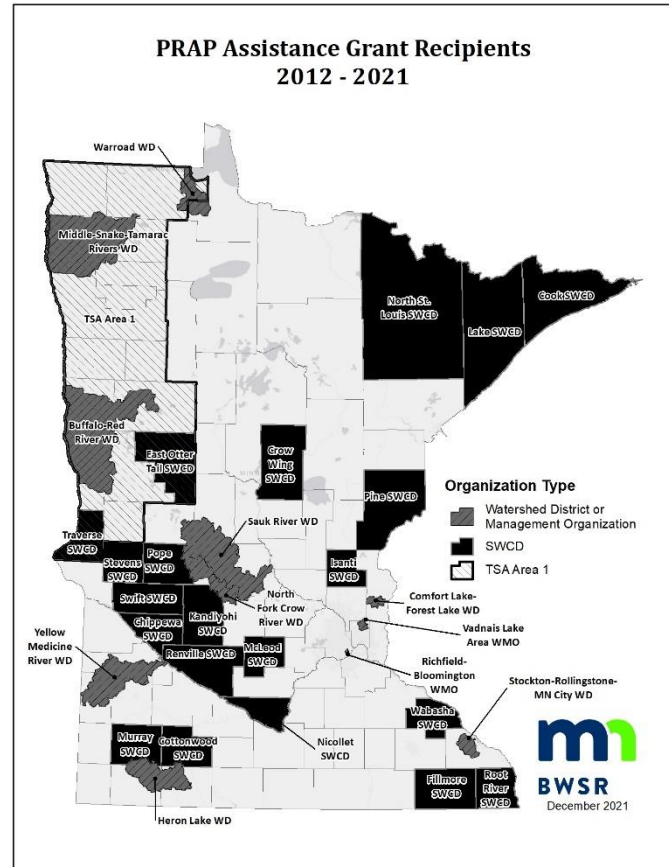 PRAP Assistance Grant Recipients
2012 - 2021
Warroad WD
Middle-Snake-Tamarac
Rivers WD
TSA Area 1
North St.
Louis SWCD
Lake SWCD
Cook SWCD
Buffalo-Red
River WD
East Otter
Tail SWCD
Crow
Wing
SWCD
Pine SWCD
Organization Type
Watershed District or
Management Organization
SWCD
TSA Area 1
Traverse
SWCD
Stevens
SWCD
Pope
SWCD
Sauk River WD
Isanti
SWCD
Swift SWCD
Chippewa
SWCD
Kandiyohi
SWCD
North
Fork Crow
River WD
Comfort Lake-
Forest Lake WD
Vadnais Lake
Area WMO
Yellow
Medicine
River WD
Renville SWCD
McLeod
SWCD
Richfield-
Bloomington
WMO
Stockton-Rollingstone-
MN City WD
Nicollet
SWCD
Wabasha
SWCD
Murray
SWCD
Cottonwood
SWCD
Heron Lake WD
Fillmore
SWCD
Root
River
SWCD
mn
BWSR
December 2021